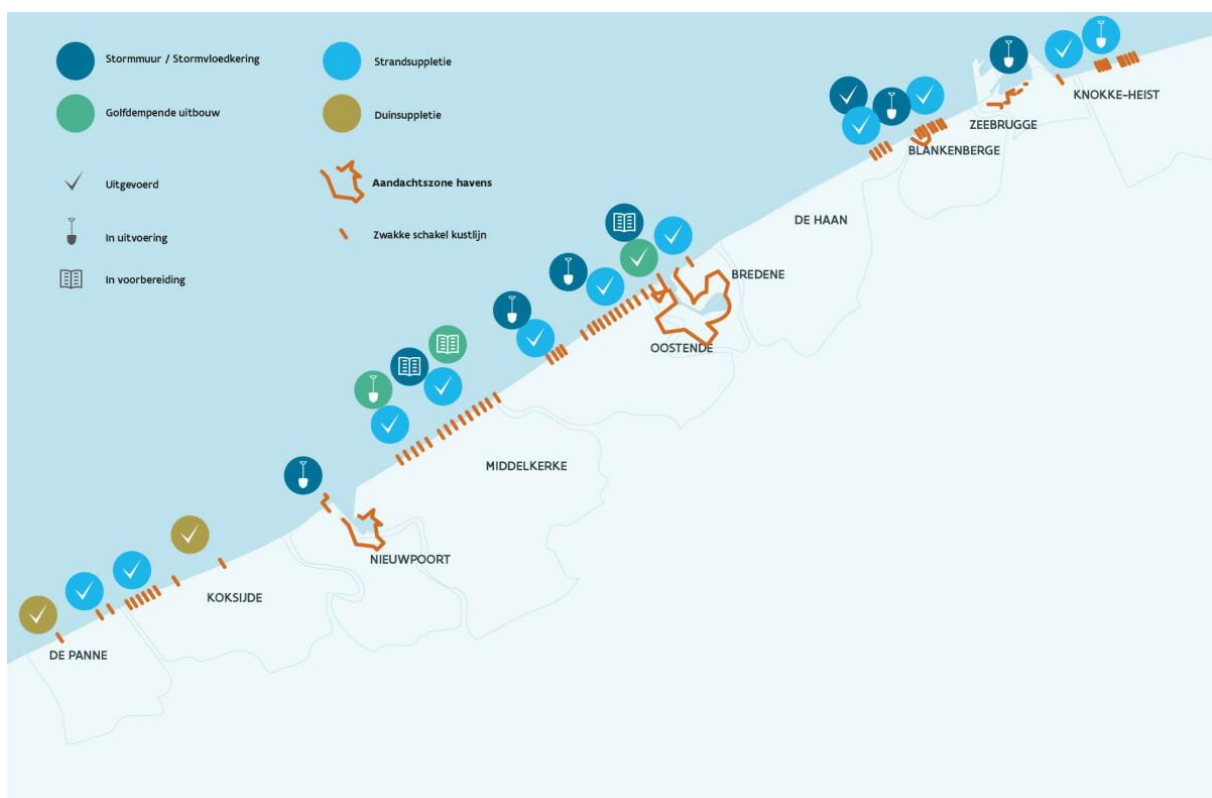 Stormmuur / Stormvloedkering
Strandsuppletie
Golfdempende uitbouw
Duinsuppletie
Uitgevoerd
Aandachtszone havens
In uitvoering
Zwakke schakel kustlijn
In voorbereiding
KNOKKE-HEIST
ZEEBRUGGE
BLANKENBERGE
DE HAAN
BREDENE
OOSTENDE
MIDDELKERKE
NIEUWPOORT
KOKSIJDE
DE PANNE